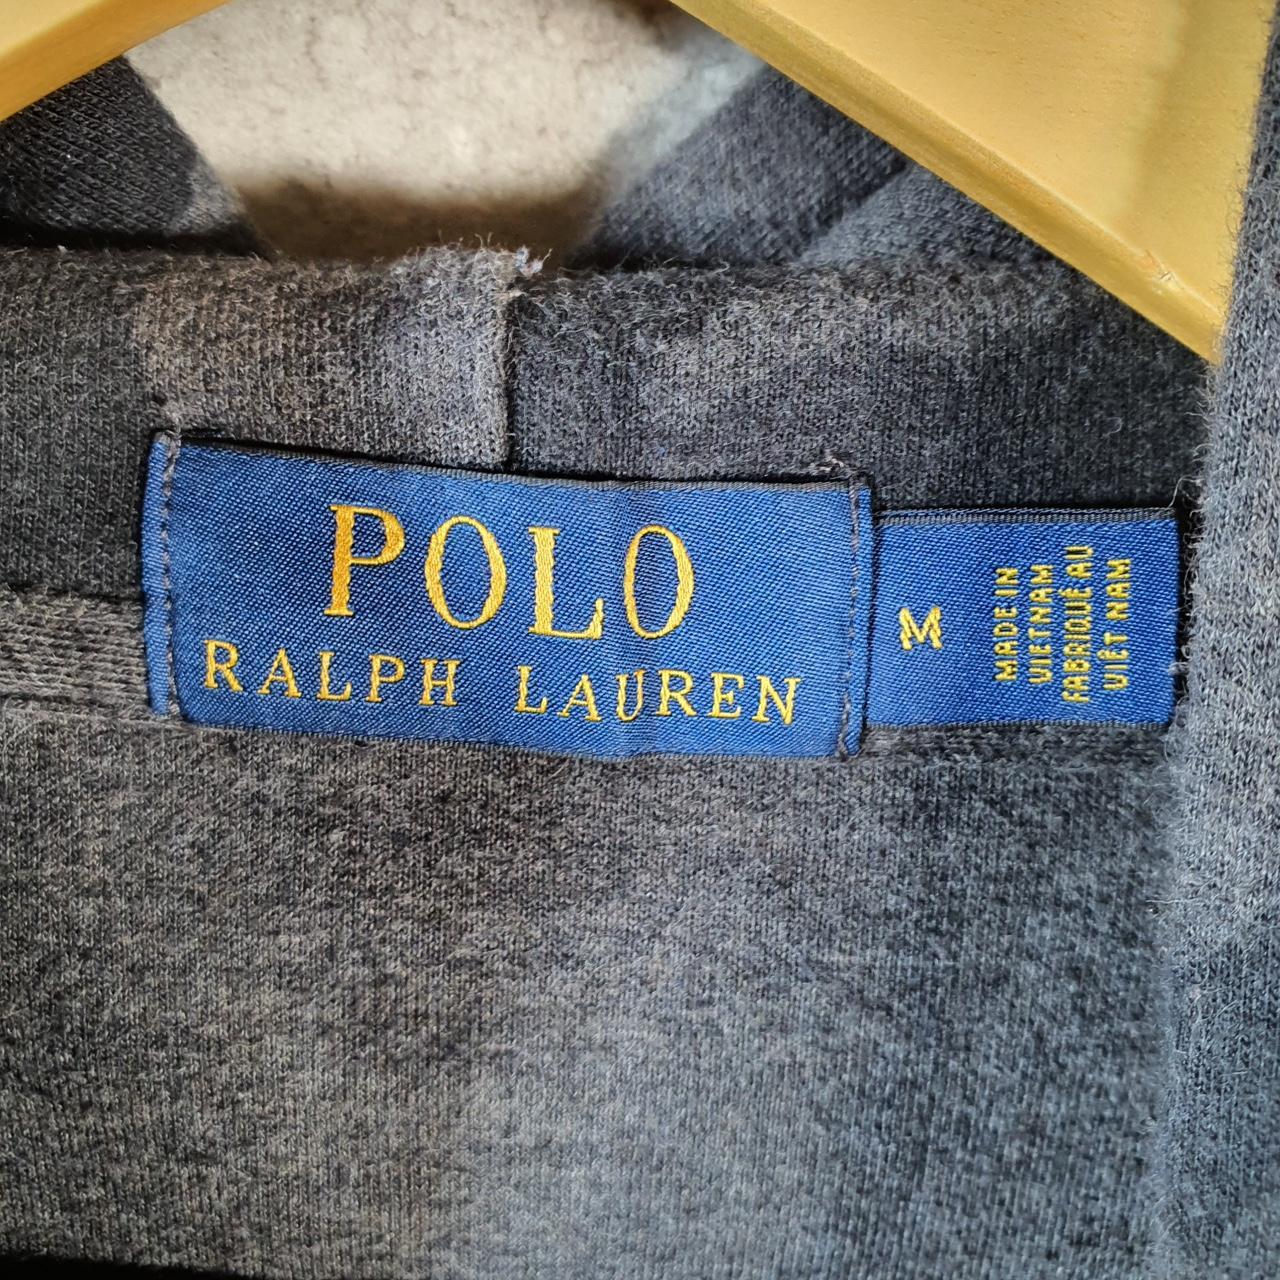 POLO
RALPH LAUREN
M
MADE IN
VIETNAM
FABRIQUÉ AU
VIÊT NAM